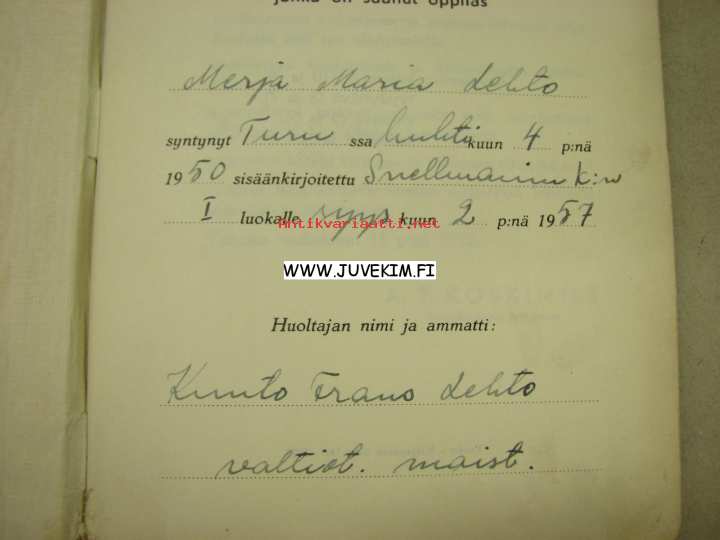 jonka on saanut oppilas
Merja Maria Lehto
syntynyt Turu ssa huhti kuun 4 p:nä
1950 sisäänkirjoitettu Snellmanin k:n
I luokalle syys kuun 2 p:nä 1957
Antikvariaatti.net
WWW.JUVEKIM.FI
Huoltajan nimi ja ammatti:
Kunto Frans Lehto
valtiot. maist.